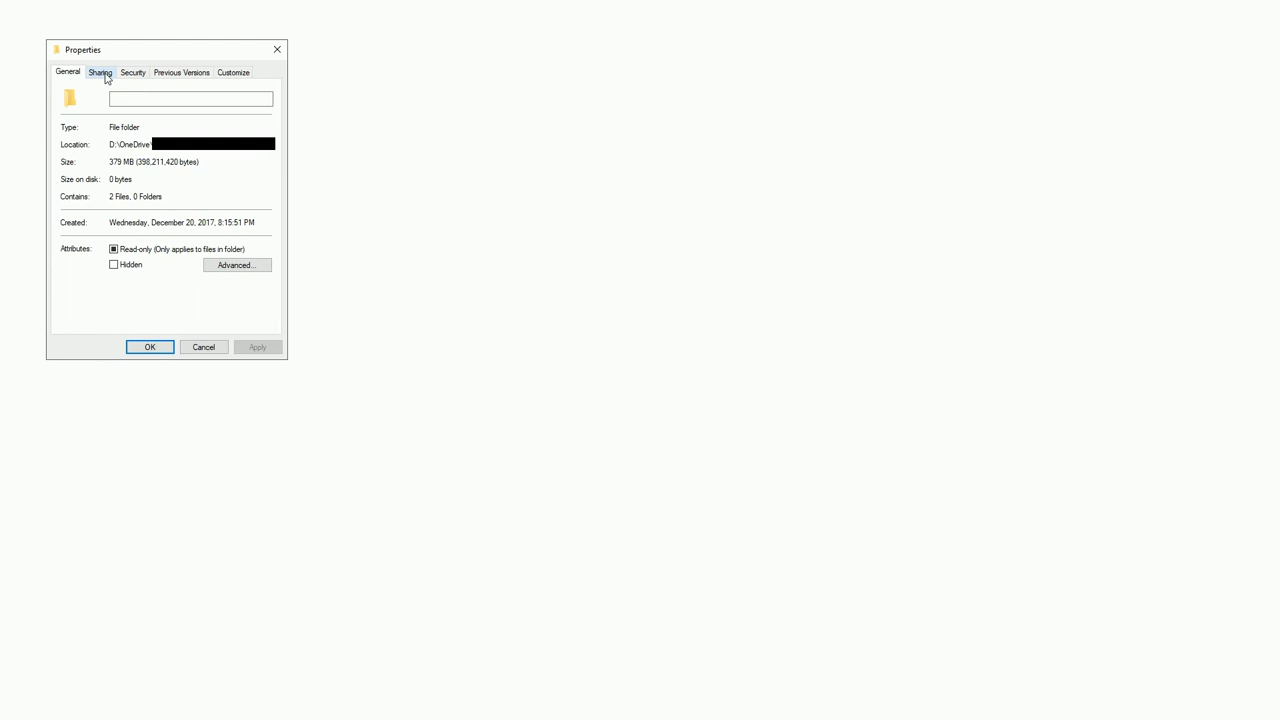 Properties
General Sharing Security Previous Versions Customize
Type: File folder
Location: D:\OneDrive\
Size: 379 MB (398,211,420 bytes)
Size on disk: 0 bytes
Contains: 2 Files, 0 Folders
Created: Wednesday, December 20, 2017, 8:15:51 PM
Attributes: Read-only (Only applies to files in folder)
Hidden Advanced...
OK Cancel Apply